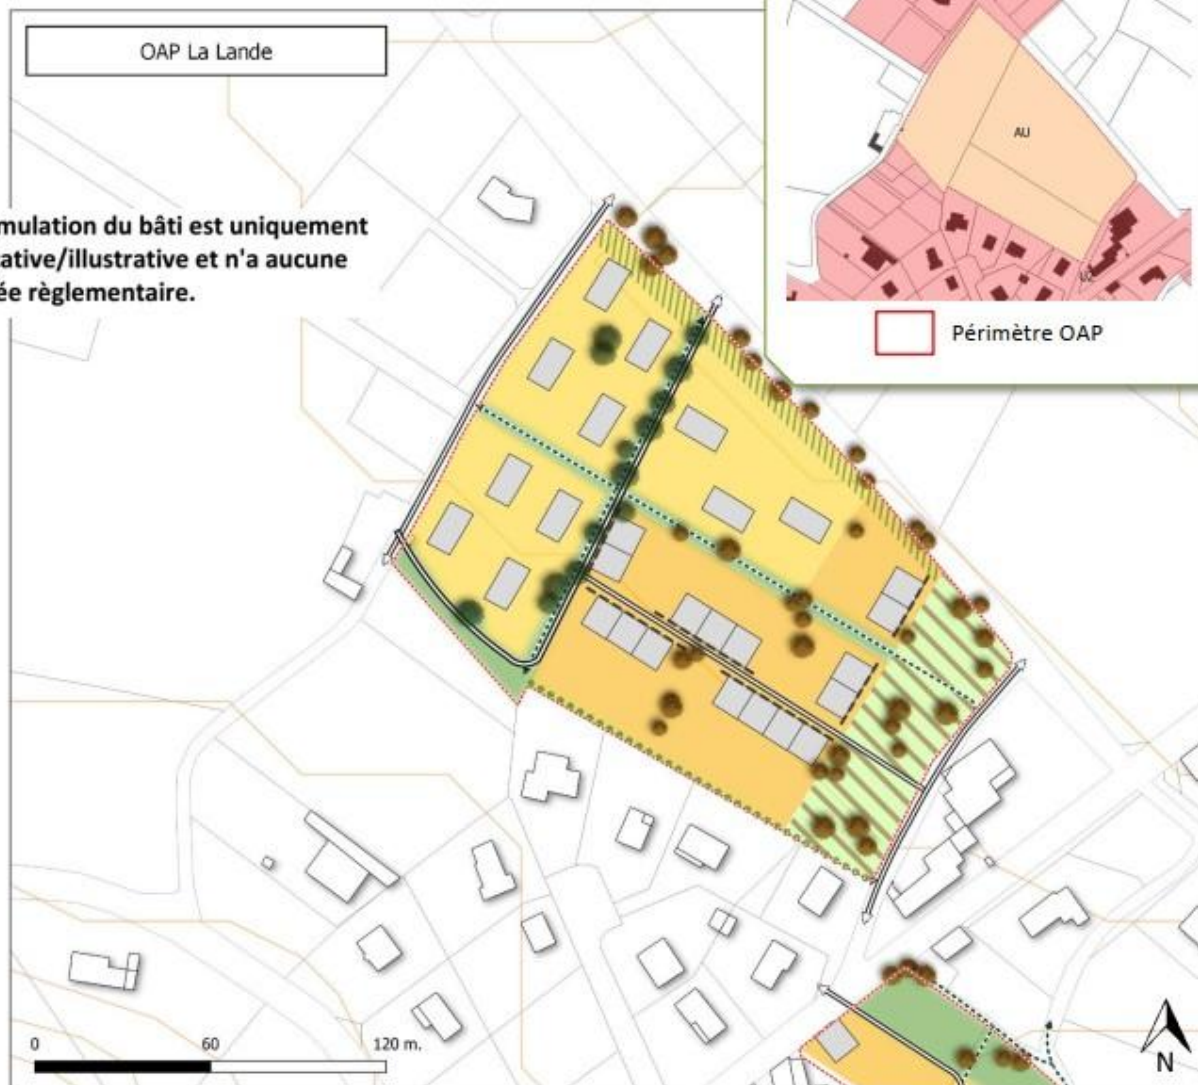 OAP La Lande
mulation du bâti est uniquement
ative/illustrative et n'a aucune
ée règlementaire.
AU
Périmètre OAP
0 60 120 m.
N